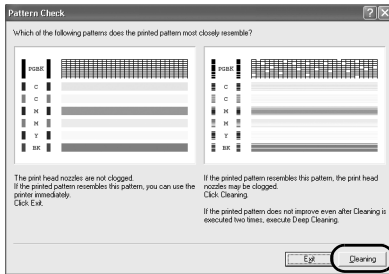 Pattern Check
Which of the following patterns does the printed pattern most closely resemble?
PGBK
C
C
M
M
Y
BK
PGBK
C
C
M
M
Y
BK
The print head nozzles are not clogged.
If the printed pattern resembles this pattern, you can use the
printer immediately.
Click Exit.
If the printed pattern resembles this pattern, the print head
nozzles may be clogged.
Click Cleaning.
If the printed pattern does not improve even after Cleaning is
executed two times, execute Deep Cleaning.
Exit
Cleaning